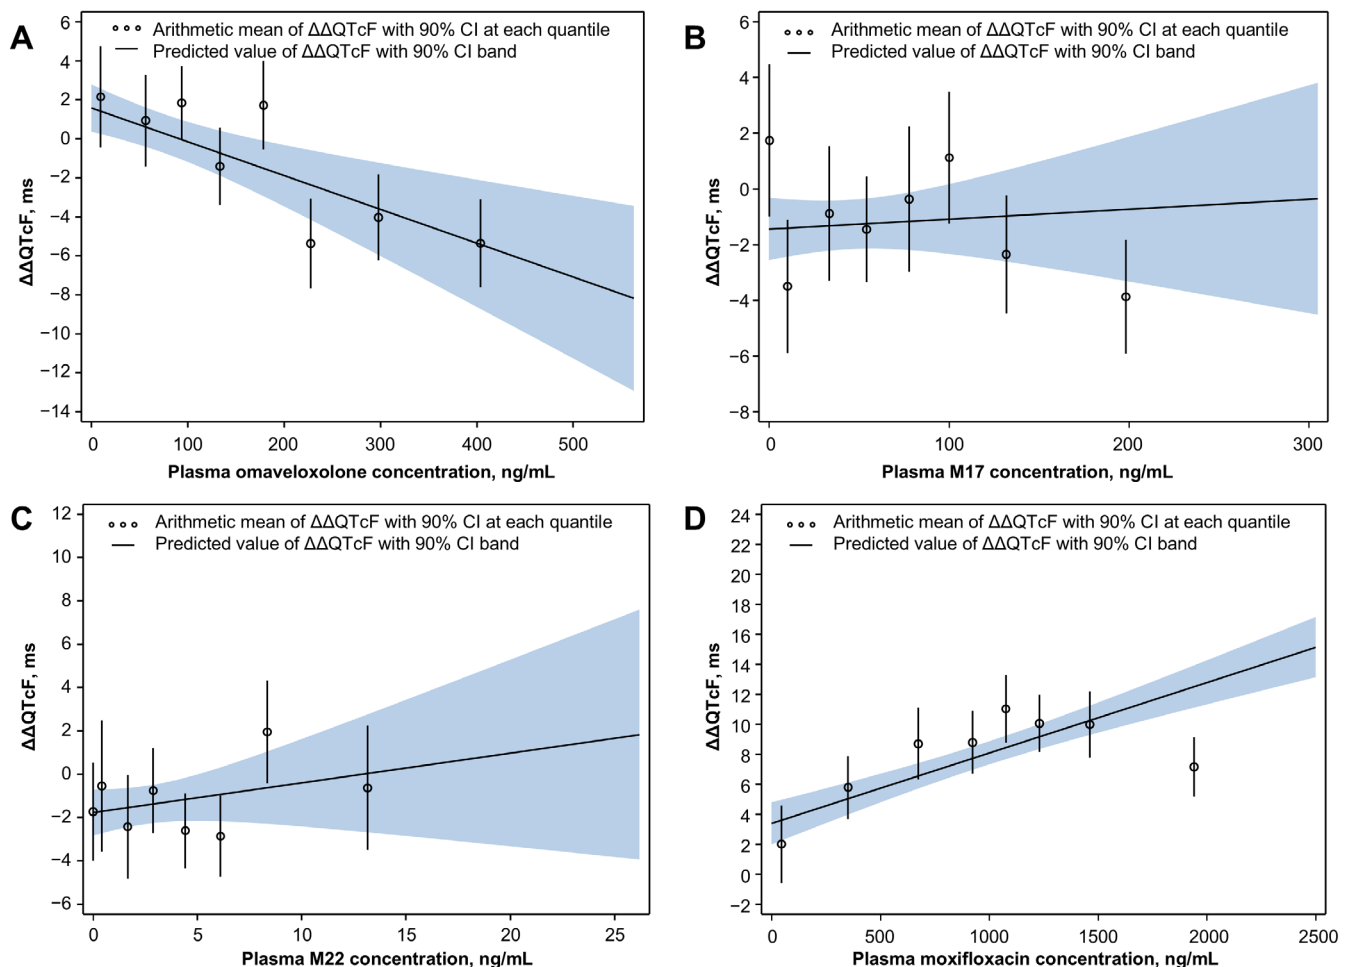 A
Arithmetic mean of ΔΔQTcF with 90% CI at each quantile
Predicted value of ΔΔQTcF with 90% CI band
6
4
2
0
−2
−4
−6
−8
−10
−12
−14
ΔΔQTcF, ms
0 100 200 300 400 500
Plasma omaveloxolone concentration, ng/mL
B
Arithmetic mean of ΔΔQTcF with 90% CI at each quantile
Predicted value of ΔΔQTcF with 90% CI band
6
4
2
0
−2
−4
−6
−8
ΔΔQTcF, ms
0 100 200 300
Plasma M17 concentration, ng/mL
C
Arithmetic mean of ΔΔQTcF with 90% CI at each quantile
Predicted value of ΔΔQTcF with 90% CI band
12
10
8
6
4
2
0
−2
−4
−6
ΔΔQTcF, ms
0 5 10 15 20 25
Plasma M22 concentration, ng/mL
D
Arithmetic mean of ΔΔQTcF with 90% CI at each quantile
Predicted value of ΔΔQTcF with 90% CI band
24
22
20
18
16
14
12
10
8
6
4
2
0
−2
ΔΔQTcF, ms
0 500 1000 1500 2000 2500
Plasma moxifloxacin concentration, ng/mL